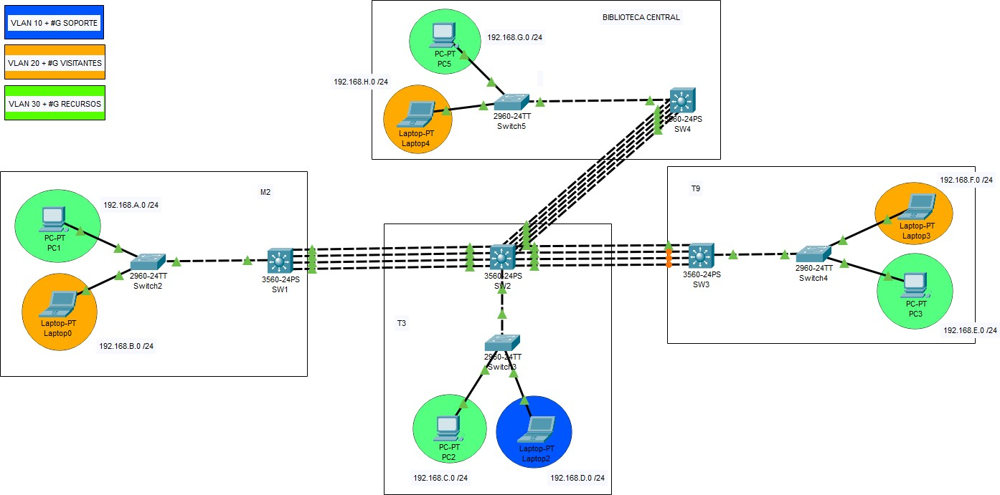 VLAN 10 + #G SOPORTE
VLAN 20 + #G VISITANTES
VLAN 30 + #G RECURSOS
BIBLIOTECA CENTRAL
192.168.G.0 /24
PC-PT
PC5
192.168.H.0 /24
Laptop-PT
Laptop4
2960-24TT
Switch5
3560-24PS
SW4
M2
192.168.A.0 /24
PC-PT
PC1
2960-24TT
Switch2
3560-24PS
SW1
Laptop-PT
Laptop0
192.168.B.0 /24
T3
3560-24PS
SW2
2960-24TT
Switch3
PC-PT
PC2
Laptop-PT
Laptop2
192.168.C.0 /24
192.168.D.0 /24
T9
192.168.F.0 /24
Laptop-PT
Laptop3
3560-24PS
SW3
2960-24TT
Switch4
PC-PT
PC3
192.168.E.0 /24